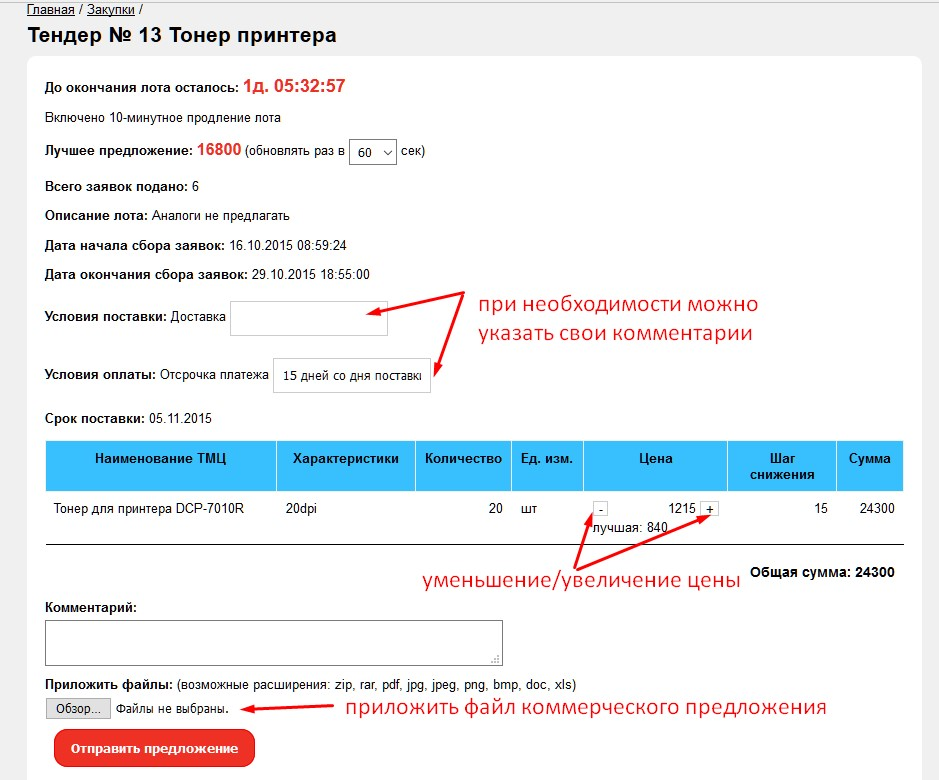 Главная / Закупки /
Тендер № 13 Тонер принтера
До окончания лота осталось: 1д. 05:32:57
Включено 10-минутное продление лота
Лучшее предложение: 16800 (обновлять раз в 60 сек)
Всего заявок подано: 6
Описание лота: Аналоги не предлагать
Дата начала сбора заявок: 16.10.2015 08:59:24
Дата окончания сбора заявок: 29.10.2015 18:55:00
Условия поставки: Доставка
при необходимости можно
указать свои комментарии
Условия оплаты: Отсрочка платежа 15 дней со дня поставки
Срок поставки: 05.11.2015
Наименование ТМЦ Характеристики Количество Ед. изм. Цена Шаг
снижения Сумма
Тонер для принтера DCP-7010R 20dpi 20 шт - 1215 + 15 24300
лучшая: 840
уменьшение/увеличение цены
Общая сумма: 24300
Комментарий:
Приложить файлы: (возможные расширения: zip, rar, pdf, jpg, jpeg, png, bmp, doc, xls)
Обзор... Файлы не выбраны.
приложить файл коммерческого предложения
Отправить предложение